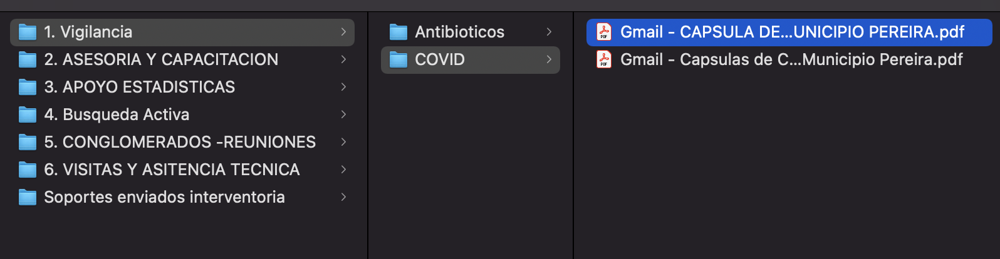 1. Vigilancia
2. ASESORIA Y CAPACITACION
3. APOYO ESTADISTICAS
4. Busqueda Activa
5. CONGLOMERADOS -REUNIONES
6. VISITAS Y ASITENCIA TECNICA
Soportes enviados interventoria
Antibioticos
COVID
Gmail - CAPSULA DE...UNICIPIO PEREIRA.pdf
Gmail - Capsulas de C...Municipio Pereira.pdf